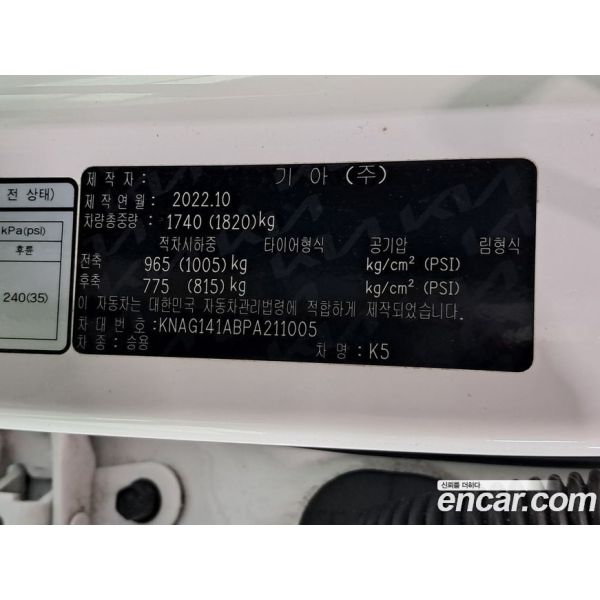 전 상태)
kPa(psi)
후륜
240(35)
제 작 자 : 기 아 (주)
제 작 연 월 : 2022.10
차량총중량 : 1740 (1820)kg
적차시하중 타이어형식 공기압 림형식
전축 965 (1005)kg kg/cm² (PSI)
후축 775 (815)kg kg/cm² (PSI)
이 자동차는 대한민국 자동차관리법령에 적합하게 제작되었습니다.
차 대 번 호 :KNAG141ABPA211005
차 종 : 승용 차 명 : K5
신뢰를 더하다
encar.com